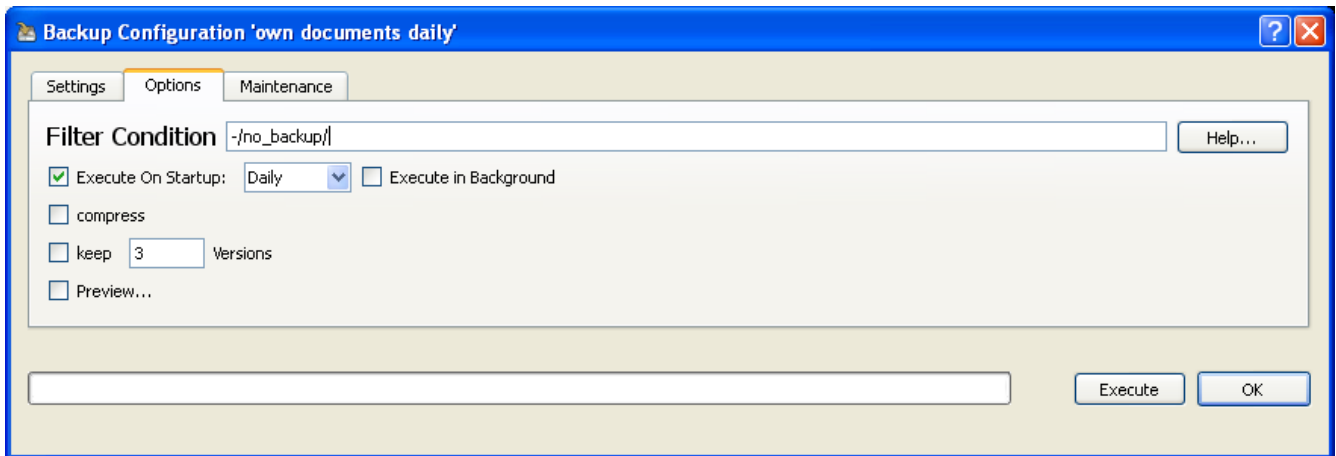 Backup Configuration 'own documents daily'
Settings Options Maintenance
Filter Condition -/no_backup/ Help...
Execute On Startup: Daily Execute in Background
compress
keep 3 Versions
Preview...
Execute OK